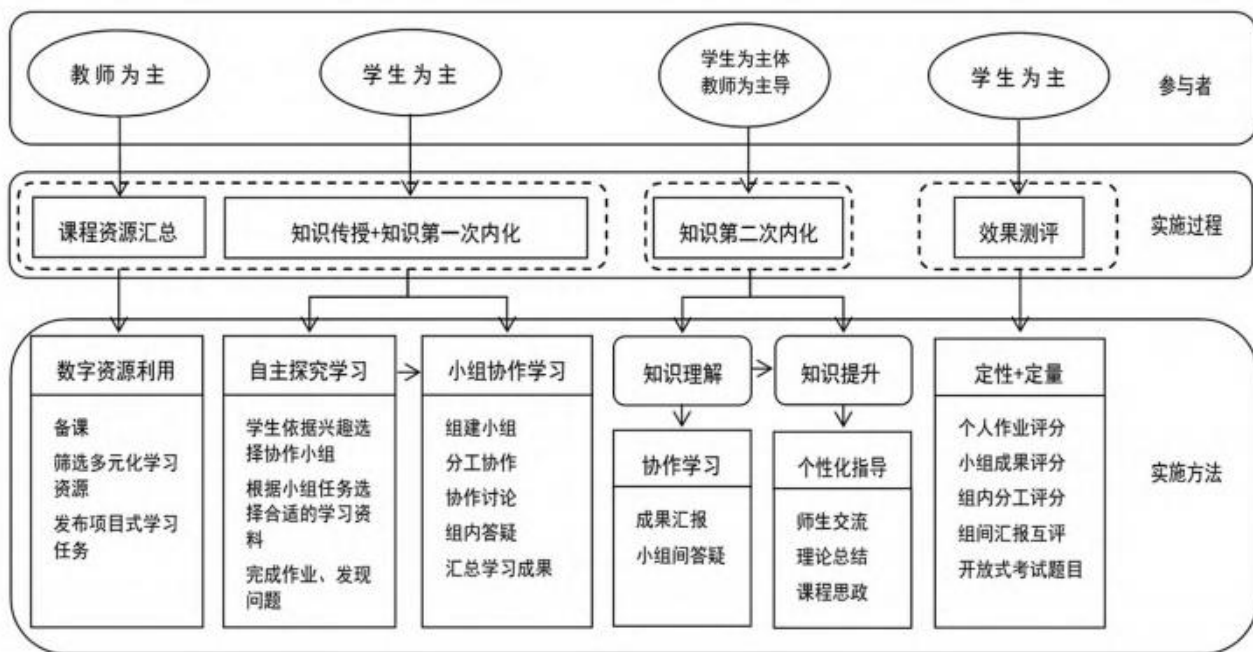 教师为主
学生为主
学生为主体
教师为主导
学生为主
参与者
课程资源汇总
知识传授+知识第一次内化
知识第二次内化
效果测评
实施过程
数字资源利用
备课
筛选多元化学习
资源
发布项目式学习
任务
自主探究学习
学生依据兴趣选
择协作小组
根据小组任务选
择合适的学习资
料
完成作业、发现
问题
小组协作学习
组建小组
分工协作
协作讨论
组内答疑
汇总学习成果
知识理解
协作学习
成果汇报
小组间答疑
知识提升
个性化指导
师生交流
理论总结
课程思政
定性+定量
个人作业评分
小组成果评分
组内分工评分
组间汇报互评
开放式考试题目
实施方法